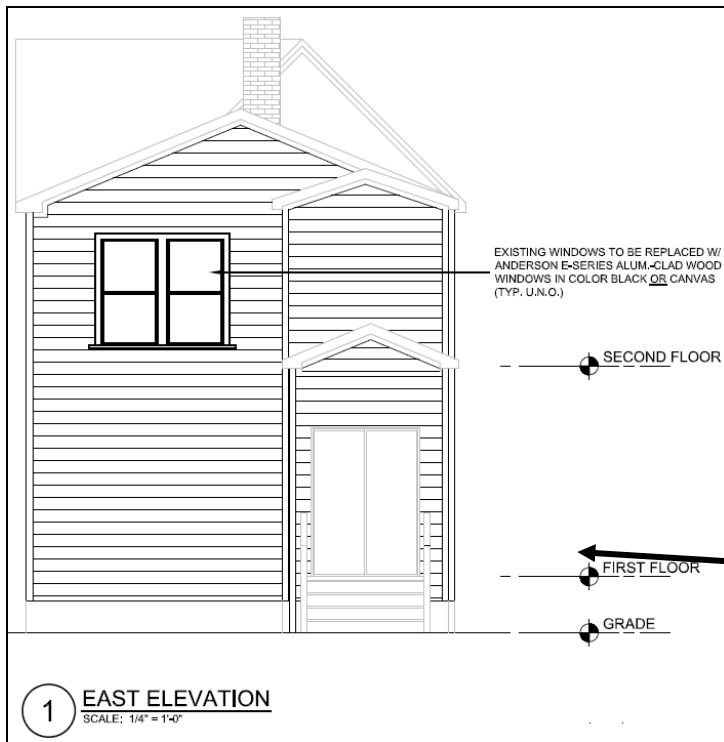 EXISTING WINDOWS TO BE REPLACED W/
ANDERSON E-SERIES ALUM.-CLAD WOOD
WINDOWS IN COLOR BLACK OR CANVAS
(TYP. U.N.O.)
SECOND FLOOR
FIRST FLOOR
GRADE
1 EAST ELEVATION
SCALE: 1/4" = 1'-0"